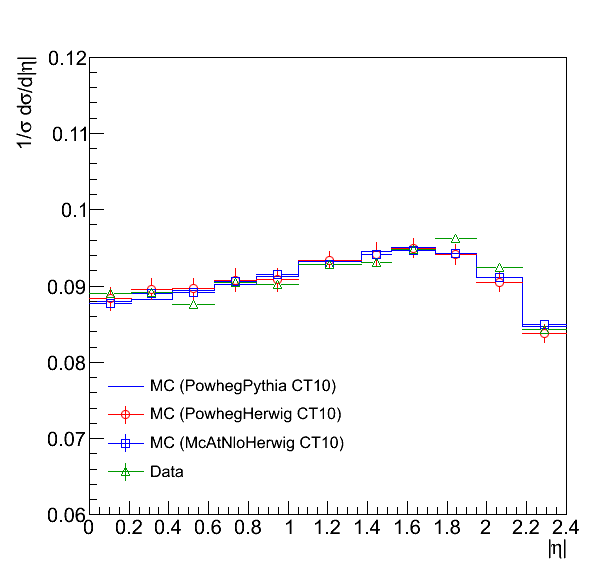 1/σ dσ/d|η|
0.12
0.11
0.1
0.09
0.08
0.07
0.06
MC (PowhegPythia CT10)
MC (PowhegHerwig CT10)
MC (McAtNloHerwig CT10)
Data
0 0.2 0.4 0.6 0.8 1 1.2 1.4 1.6 1.8 2 2.2 2.4
|η|